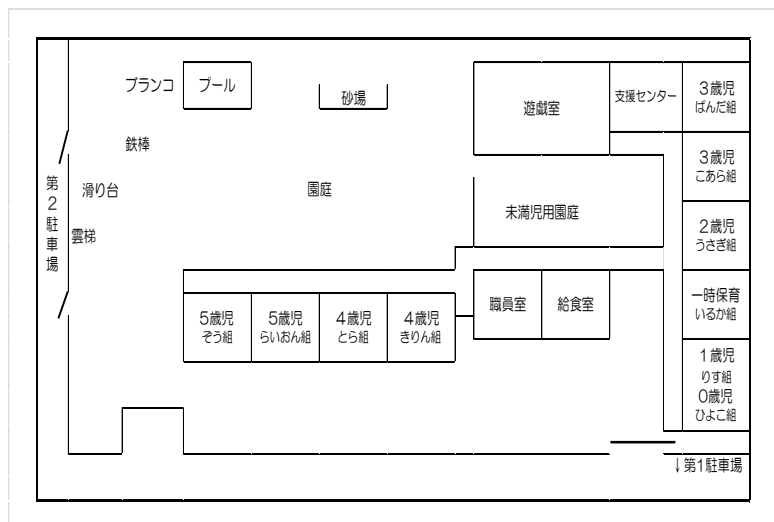 ブランコ
プール
砂場
遊戯室
支援センター
3歳児
ぱんだ組
鉄棒
3歳児
こあら組
第2駐車場
滑り台
園庭
未満児用園庭
雲梯
2歳児
うさぎ組
5歳児
ぞう組
5歳児
らいおん組
4歳児
とら組
4歳児
きりん組
職員室
給食室
一時保育
いるか組
1歳児
りす組
0歳児
ひよこ組
↓第1駐車場